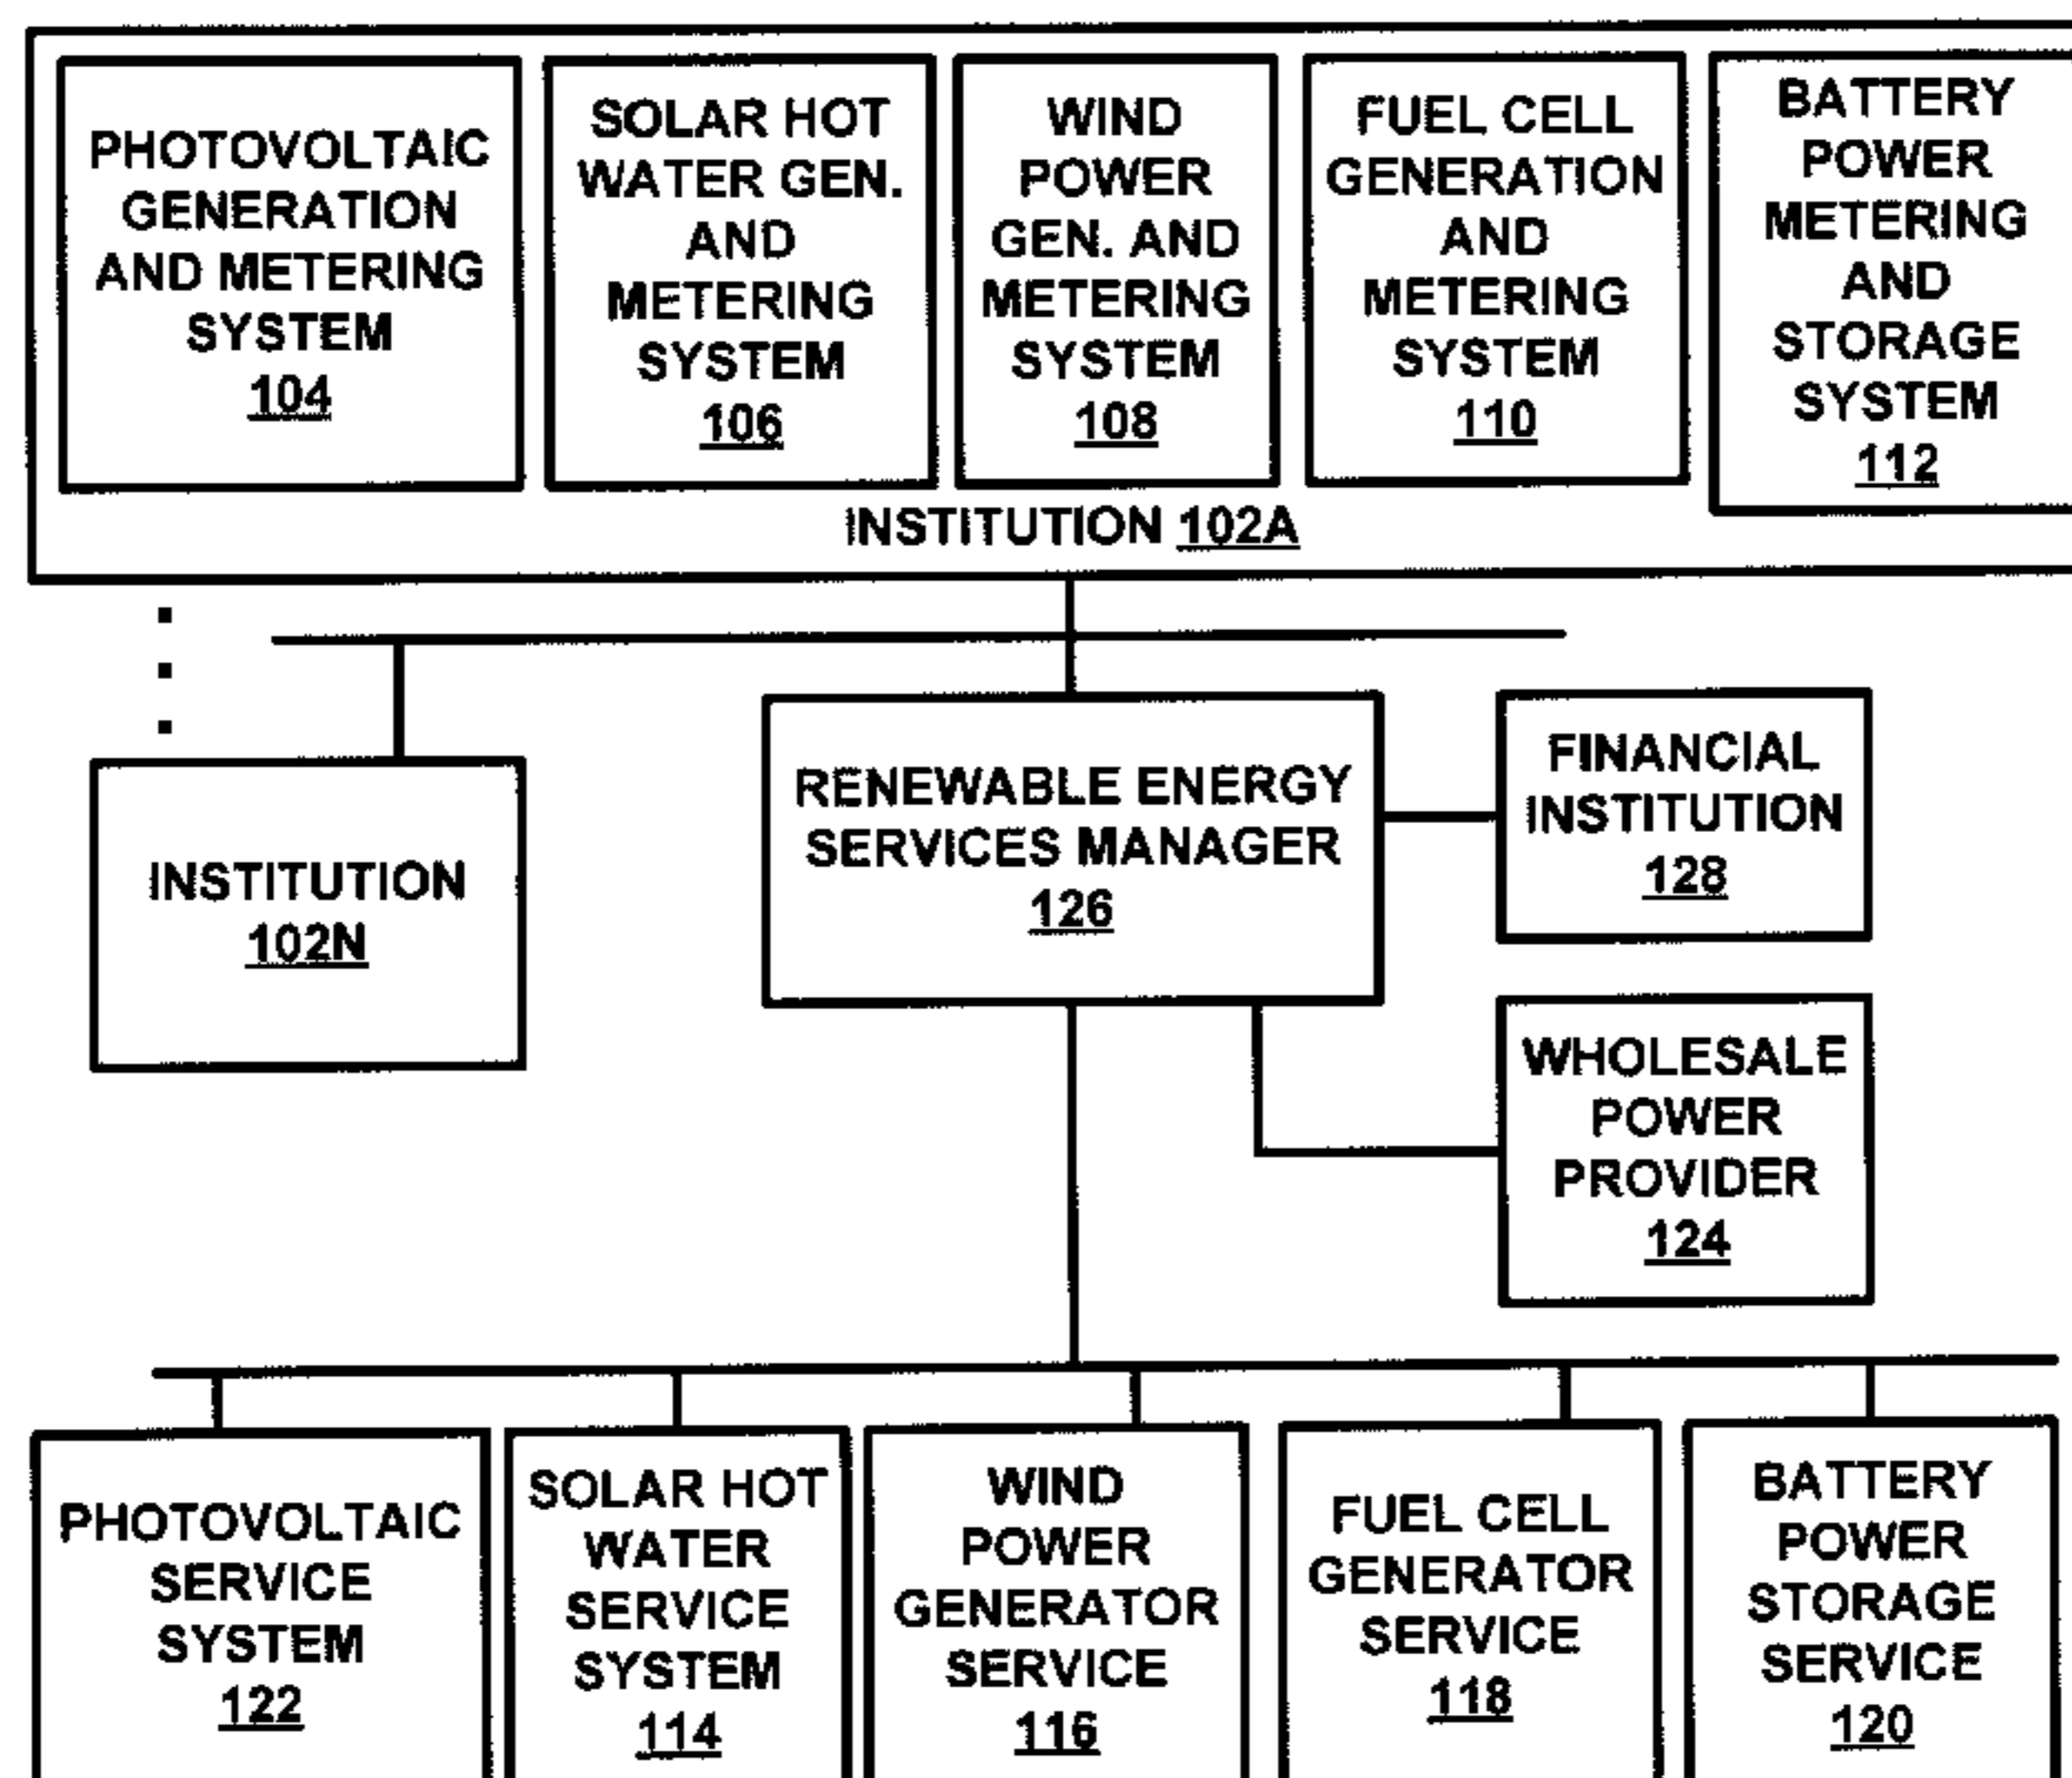 PHOTOVOLTAIC
GENERATION
AND METERING
SYSTEM
104
SOLAR HOT
WATER GEN.
AND
METERING
SYSTEM
106
WIND
POWER
GEN. AND
METERING
SYSTEM
108
FUEL CELL
GENERATION
AND
METERING
SYSTEM
110
BATTERY
POWER
METERING
AND
STORAGE
SYSTEM
112
INSTITUTION 102A
INSTITUTION
102N
RENEWABLE ENERGY
SERVICES MANAGER
126
FINANCIAL
INSTITUTION
128
WHOLESALE
POWER
PROVIDER
124
PHOTOVOLTAIC
SERVICE
SYSTEM
122
SOLAR HOT
WATER
SERVICE
SYSTEM
114
WIND
POWER
GENERATOR
SERVICE
116
FUEL CELL
GENERATOR
SERVICE
118
BATTERY
POWER
STORAGE
SERVICE
120